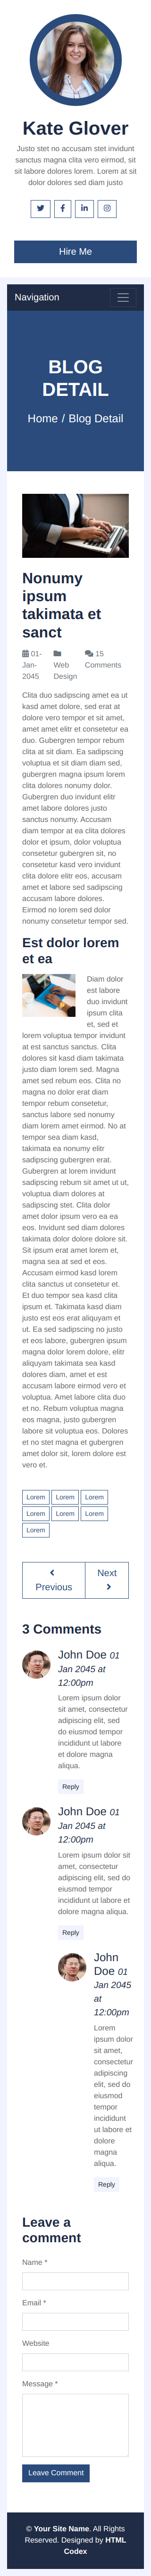 Kate Glover
Justo stet no accusam stet invidunt
sanctus magna clita vero eirmod, sit
at labore dolores lorem. Lorem at sit
dolor dolores sed diam justo
Hire Me
Navigation
BLOG
DETAIL
Home / Blog Detail
Nonumy
ipsum
takimata et
sanct
01-
Jan-
2045
Web
Design
15
Comments
Clita duo sadipscing amet ea ut
kasd amet dolore, sed erat at
dolore vero tempor et sit amet,
amet amet elitr et consetetur ea
duo. Gubergren tempor rebum
clita at sit diam. Ea sadipscing
voluptua et sit diam diam sed,
gubergren magna ipsum lorem
clita dolores nonumy dolor.
Gubergren duo invidunt elitr
amet labore dolores justo
sanctus nonumy. Accusam
diam tempor at ea clita dolores
dolor et ipsum, dolor voluptua
consetetur gubergren sit, no
consetetur kasd vero invidunt
clita dolore elitr eos, accusam
amet et labore sed sadipscing
accusam labore dolores.
Eirmod no lorem sed dolor
nonumy consetetur tempor sed.
Est dolor lorem
et ea
Diam dolor
est labore
duo invidunt
ipsum clita
et, sed et
lorem voluptua tempor invidunt
at est sanctus sanctus. Clita
dolores sit kasd diam takimata
justo diam lorem sed. Magna
amet sed rebum eos. Clita no
magna no dolor erat diam
tempor rebum consetetur,
sanctus labore sed nonumy
diam lorem amet eirmod. No at
tempor sea diam kasd,
takimata ea nonumy elitr
sadipscing gubergren erat.
Gubergren at lorem invidunt
sadipscing rebum sit amet ut ut,
voluptua diam dolores at
sadipscing stet. Clita dolor
amet dolor ipsum vero ea ea
eos. Invidunt sed diam dolores
takimata dolor dolore dolore sit.
Sit ipsum erat amet lorem et,
magna sea at sed et eos.
Accusam eirmod kasd lorem
clita sanctus ut consetetur et.
Et duo tempor sea kasd clita
ipsum et. Takimata kasd diam
justo est eos erat aliquyam et
ut. Ea sed sadipscing no justo
et eos labore, gubergren ipsum
magna dolor lorem dolore, elitr
aliquyam takimata sea kasd
dolores diam, amet et est
accusam labore eirmod vero et
voluptua. Amet labore clita duo
et no. Rebum voluptua magna
eos magna, justo gubergren
labore sit voluptua eos. Dolores
et no stet magna et gubergren
amet dolor sit, lorem dolore est
vero et.
Lorem Lorem Lorem
Lorem Lorem Lorem
Lorem
Previous
Next
3 Comments
John Doe 01
Jan 2045 at
12:00pm
Lorem ipsum dolor
sit amet, consectetur
adipiscing elit, sed
do eiusmod tempor
incididunt ut labore
et dolore magna
aliqua.
Reply
John Doe 01
Jan 2045 at
12:00pm
Lorem ipsum dolor sit
amet, consectetur
adipiscing elit, sed do
eiusmod tempor
incididunt ut labore et
dolore magna aliqua.
Reply
John
Doe 01
Jan 2045
at
12:00pm
Lorem
ipsum dolor
sit amet,
consectetur
adipiscing
elit, sed do
eiusmod
tempor
incididunt
ut labore et
dolore
magna
aliqua.
Reply
Leave a
comment
Name *
Email *
Website
Message *
Leave Comment
© Your Site Name. All Rights
Reserved. Designed by HTML
Codex